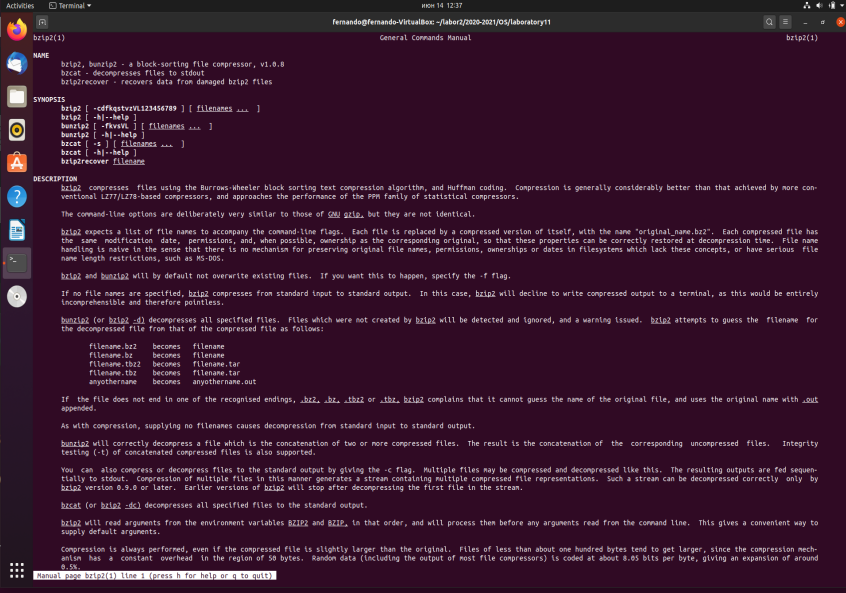 Activities Terminal июн 14 12:37
fernando@fernando-VirtualBox: ~/labor2/2020-2021/OS/laboratory11
bzip2(1) General Commands Manual bzip2(1)
NAME
bzip2, bunzip2 - a block-sorting file compressor, v1.0.8
bzcat - decompresses files to stdout
bzip2recover - recovers data from damaged bzip2 files
SYNOPSIS
bzip2 [ -cdfkqstvzVL123456789 ] [ filenames ... ]
bzip2 [ -h|--help ]
bunzip2 [ -fkvsVL ] [ filenames ... ]
bunzip2 [ -h|--help ]
bzcat [ -s ] [ filenames ... ]
bzcat [ -h|--help ]
bzip2recover filename
DESCRIPTION
bzip2 compresses files using the Burrows-Wheeler block sorting text compression algorithm, and Huffman coding. Compression is generally considerably better than that achieved by more con-
ventional LZ77/LZ78-based compressors, and approaches the performance of the PPM family of statistical compressors.
The command-line options are deliberately very similar to those of GNU gzip, but they are not identical.
bzip2 expects a list of file names to accompany the command-line flags. Each file is replaced by a compressed version of itself, with the name "original_name.bz2". Each compressed file has
the same modification date, permissions, and, when possible, ownership as the corresponding original, so that these properties can be correctly restored at decompression time. File name
handling is naive in the sense that there is no mechanism for preserving original file names, permissions, ownerships or dates in filesystems which lack these concepts, or have serious file
name length restrictions, such as MS-DOS.
bzip2 and bunzip2 will by default not overwrite existing files. If you want this to happen, specify the -f flag.
If no file names are specified, bzip2 compresses from standard input to standard output. In this case, bzip2 will decline to write compressed output to a terminal, as this would be entirely
incomprehensible and therefore pointless.
bunzip2 (or bzip2 -d) decompresses all specified files. Files which were not created by bzip2 will be detected and ignored, and a warning issued. bzip2 attempts to guess the filename for
the decompressed file from that of the compressed file as follows:
filename.bz2 becomes filename
filename.bz becomes filename
filename.tbz2 becomes filename.tar
filename.tbz becomes filename.tar
anyothername becomes anyothername.out
If the file does not end in one of the recognised endings, .bz2, .bz, .tbz2 or .tbz, bzip2 complains that it cannot guess the name of the original file, and uses the original name with .out
appended.
As with compression, supplying no filenames causes decompression from standard input to standard output.
bunzip2 will correctly decompress a file which is the concatenation of two or more compressed files. The result is the concatenation of the corresponding uncompressed files. Integrity
testing (-t) of concatenated compressed files is also supported.
You can also compress or decompress files to the standard output by giving the -c flag. Multiple files may be compressed and decompressed like this. The resulting outputs are fed sequen-
tially to stdout. Compression of multiple files in this manner generates a stream containing multiple compressed file representations. Such a stream can be decompressed correctly only by
bzip2 version 0.9.0 or later. Earlier versions of bzip2 will stop after decompressing the first file in the stream.
bzcat (or bzip2 -dc) decompresses all specified files to the standard output.
bzip2 will read arguments from the environment variables BZIP2 and BZIP, in that order, and will process them before any arguments read from the command line. This gives a convenient way to
supply default arguments.
Compression is always performed, even if the compressed file is slightly larger than the original. Files of less than about one hundred bytes tend to get larger, since the compression mech-
anism has a constant overhead in the region of 50 bytes. Random data (including the output of most file compressors) is coded at about 8.05 bits per byte, giving an expansion of around
0.5%.
Manual page bzip2(1) line 1 (press h for help or q to quit)